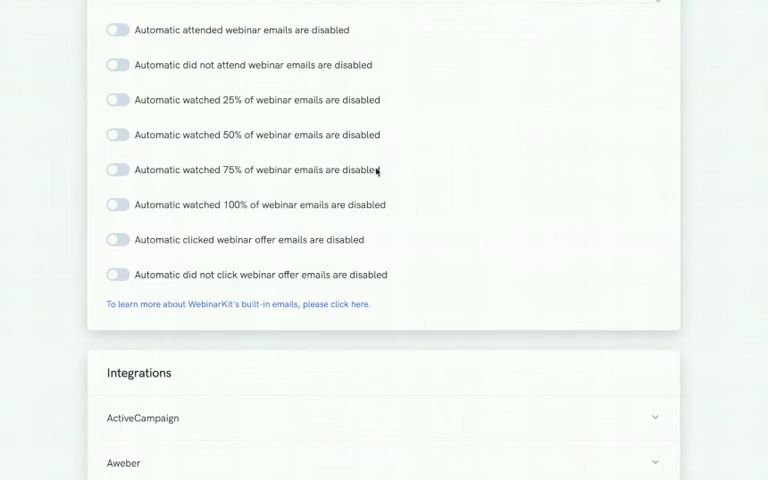 Automatic attended webinar emails are disabled
Automatic did not attend webinar emails are disabled
Automatic watched 25% of webinar emails are disabled
Automatic watched 50% of webinar emails are disabled
Automatic watched 75% of webinar emails are disabled
Automatic watched 100% of webinar emails are disabled
Automatic clicked webinar offer emails are disabled
Automatic did not click webinar offer emails are disabled
To learn more about WebinarKit's built-in emails, please click here.
Integrations
ActiveCampaign
Aweber